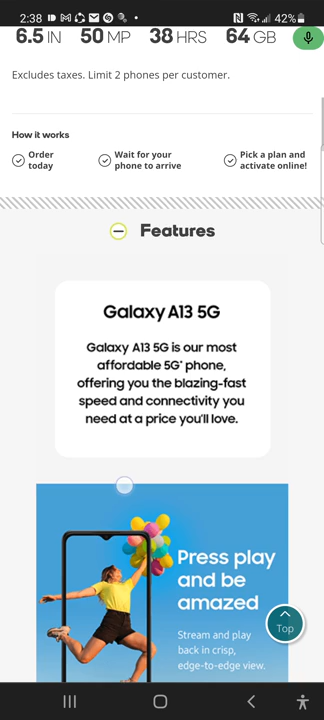 2:38
42%
6.5 IN 50 MP 38 HRS 64 GB
Excludes taxes. Limit 2 phones per customer.
How it works
Order today
Wait for your phone to arrive
Pick a plan and activate online!
Features
Galaxy A13 5G
Galaxy A13 5G is our most
affordable 5G* phone,
offering you the blazing-fast
speed and connectivity you
need at a price you'll love.
Press play
and be
amazed
Stream and play
back in crisp,
edge-to-edge view.
Top